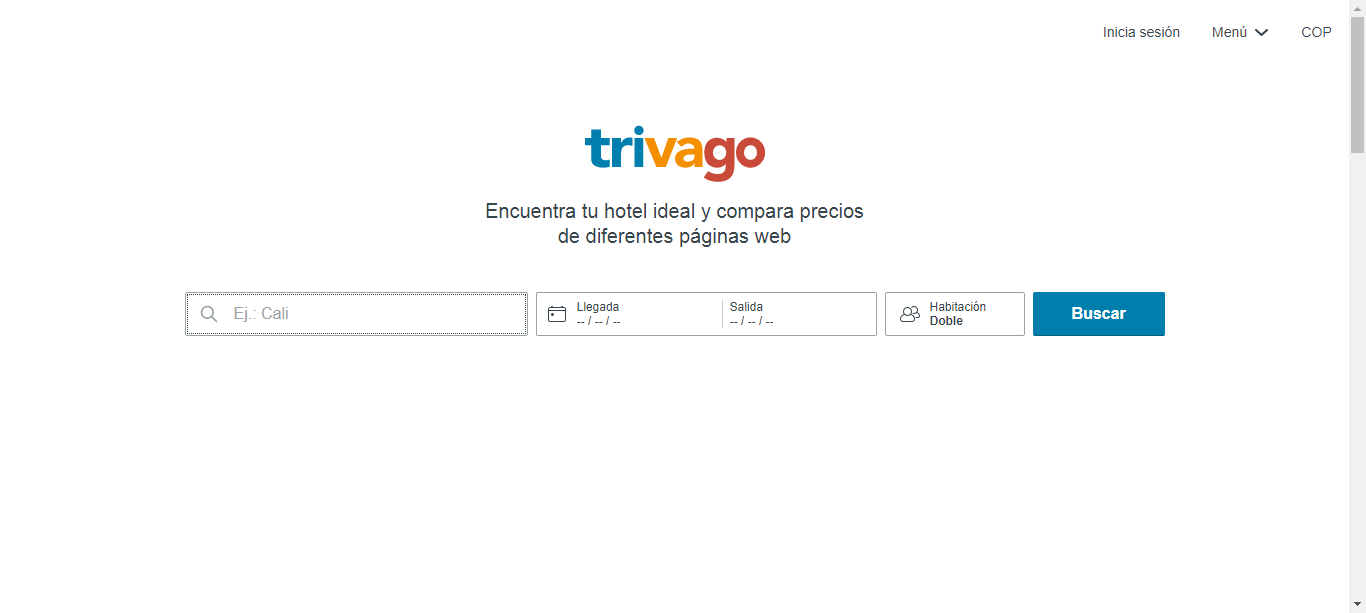 Inicia sesión
Menú
COP
trivago
Encuentra tu hotel ideal y compara precios
de diferentes páginas web
Ej.: Cali
Llegada
-- / -- / --
Salida
-- / -- / --
Habitación
Doble
Buscar